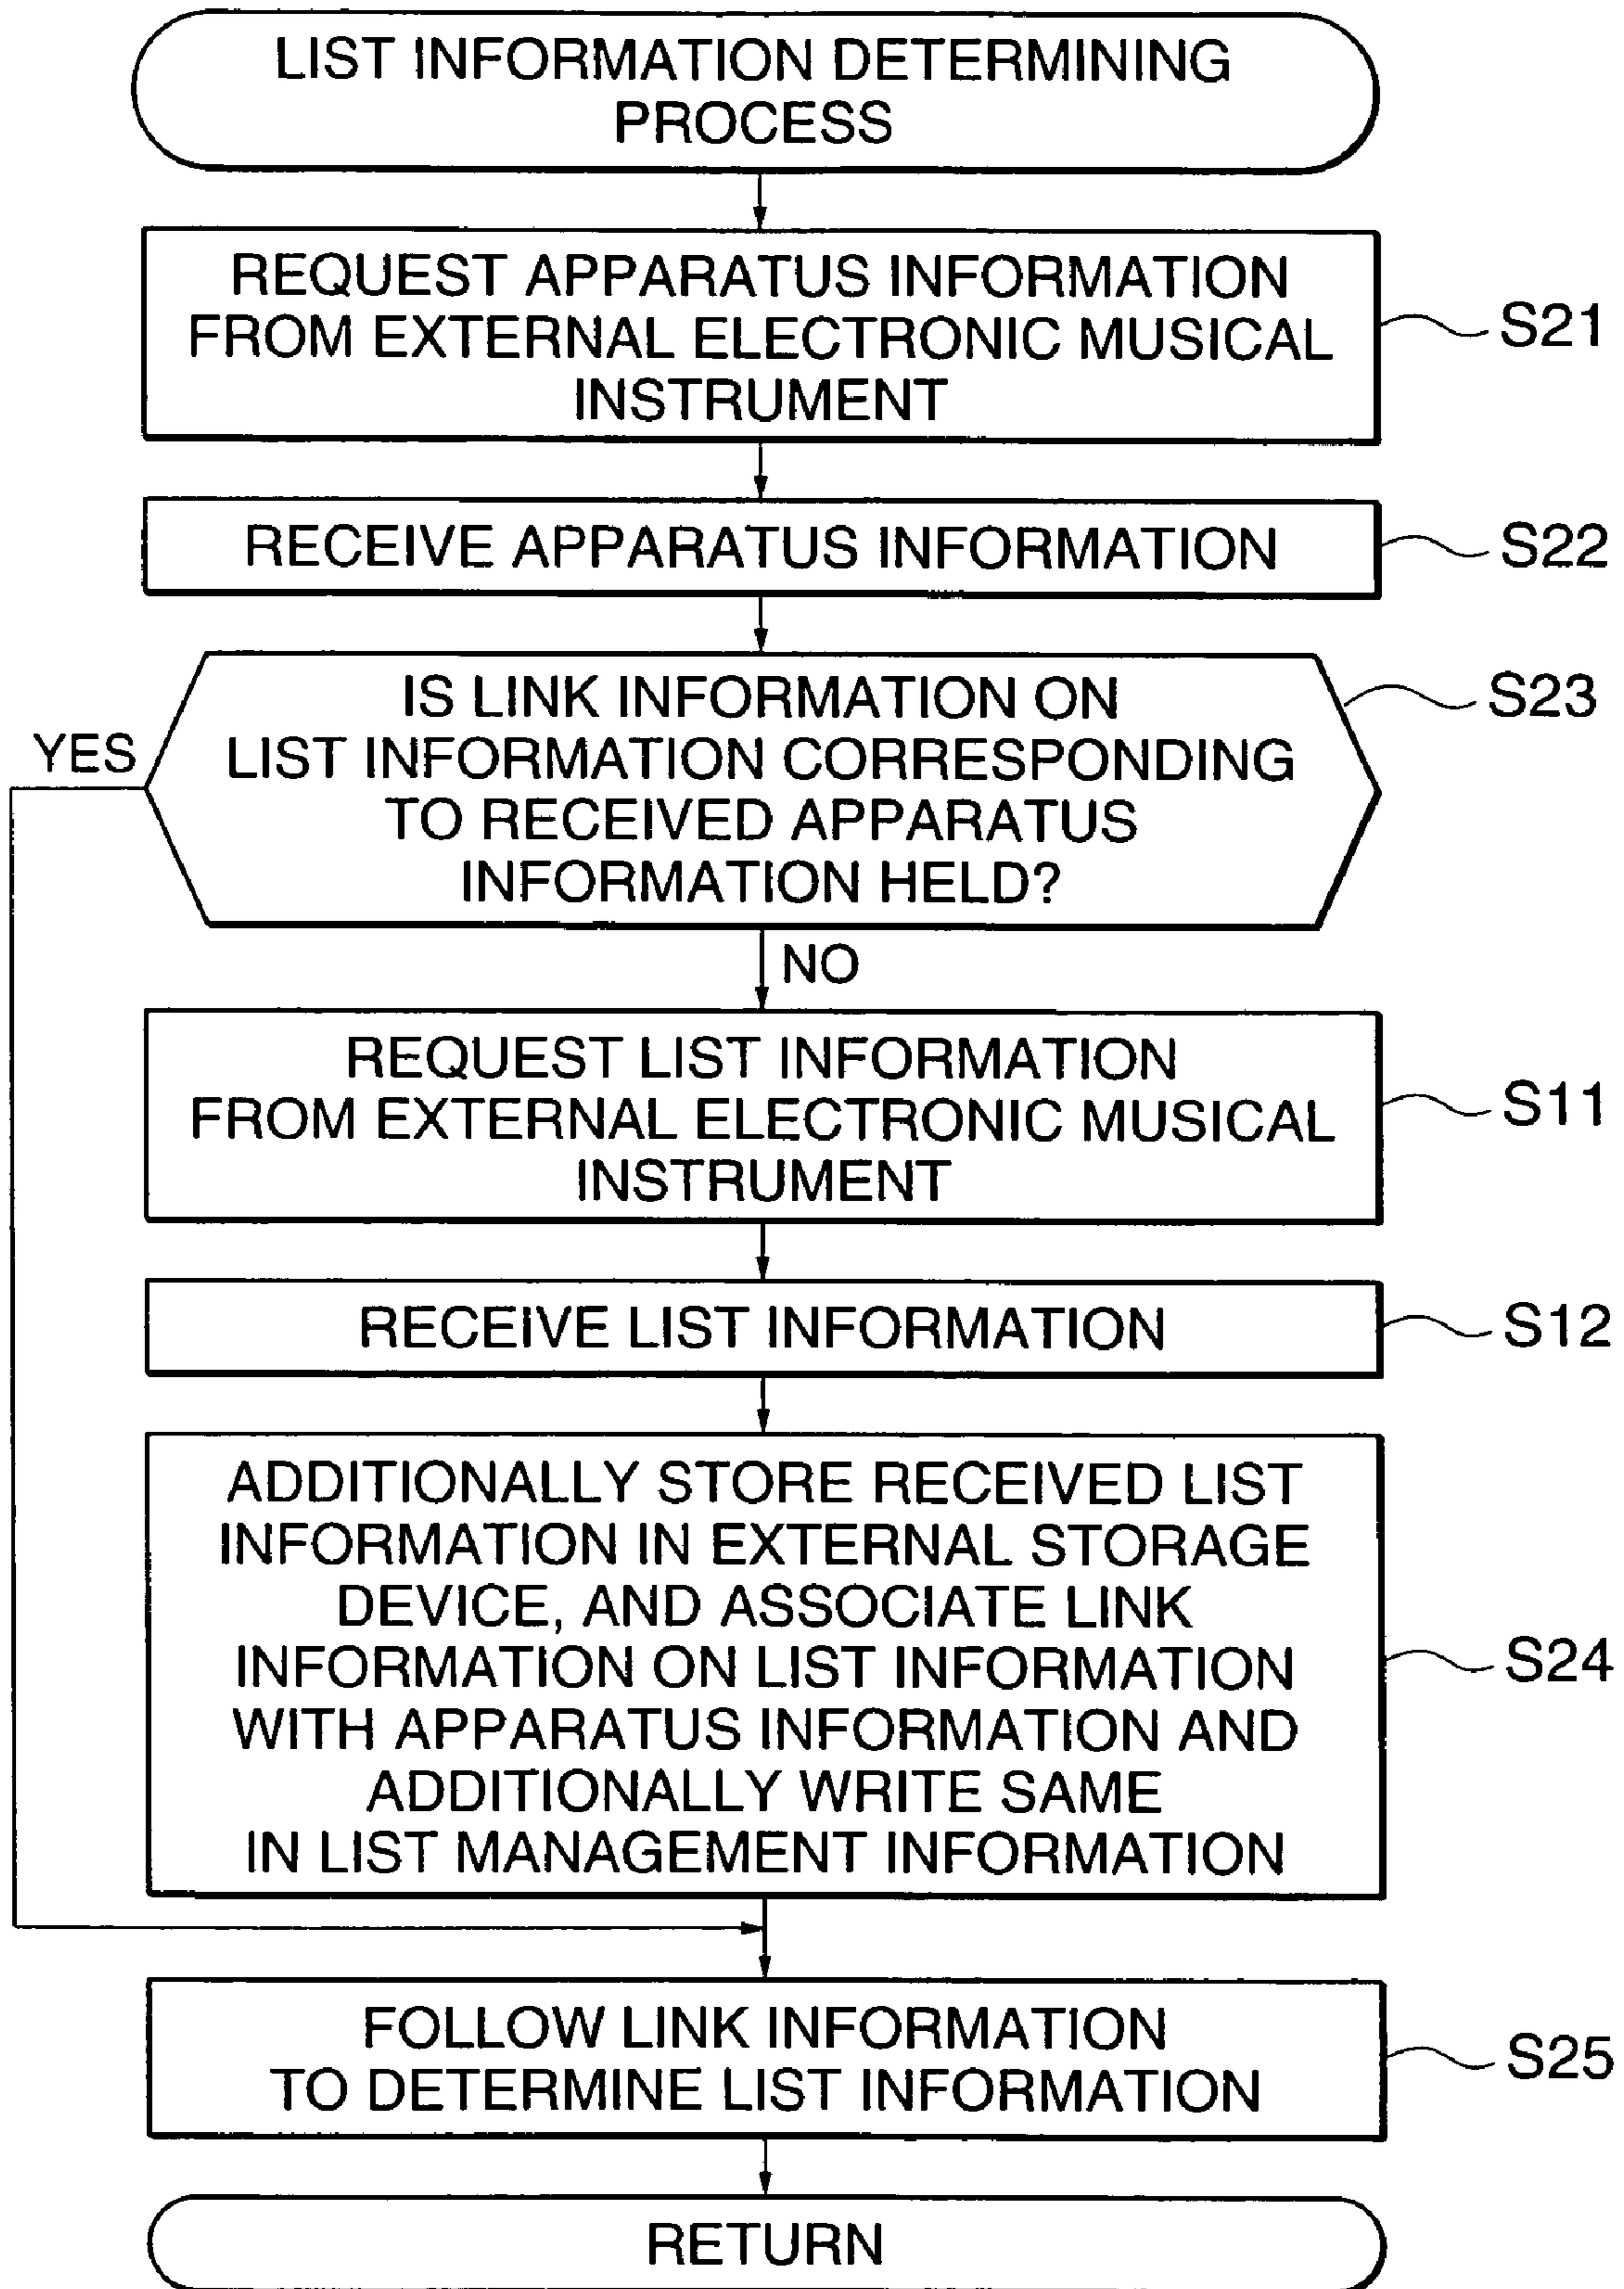 LIST INFORMATION DETERMINING
PROCESS
REQUEST APPARATUS INFORMATION
FROM EXTERNAL ELECTRONIC MUSICAL
INSTRUMENT
S21
RECEIVE APPARATUS INFORMATION
S22
IS LINK INFORMATION ON
LIST INFORMATION CORRESPONDING
TO RECEIVED APPARATUS
INFORMATION HELD?
S23
YES
NO
REQUEST LIST INFORMATION
FROM EXTERNAL ELECTRONIC MUSICAL
INSTRUMENT
S11
RECEIVE LIST INFORMATION
S12
ADDITIONALLY STORE RECEIVED LIST
INFORMATION IN EXTERNAL STORAGE
DEVICE, AND ASSOCIATE LINK
INFORMATION ON LIST INFORMATION
WITH APPARATUS INFORMATION AND
ADDITIONALLY WRITE SAME
IN LIST MANAGEMENT INFORMATION
S24
FOLLOW LINK INFORMATION
TO DETERMINE LIST INFORMATION
S25
RETURN